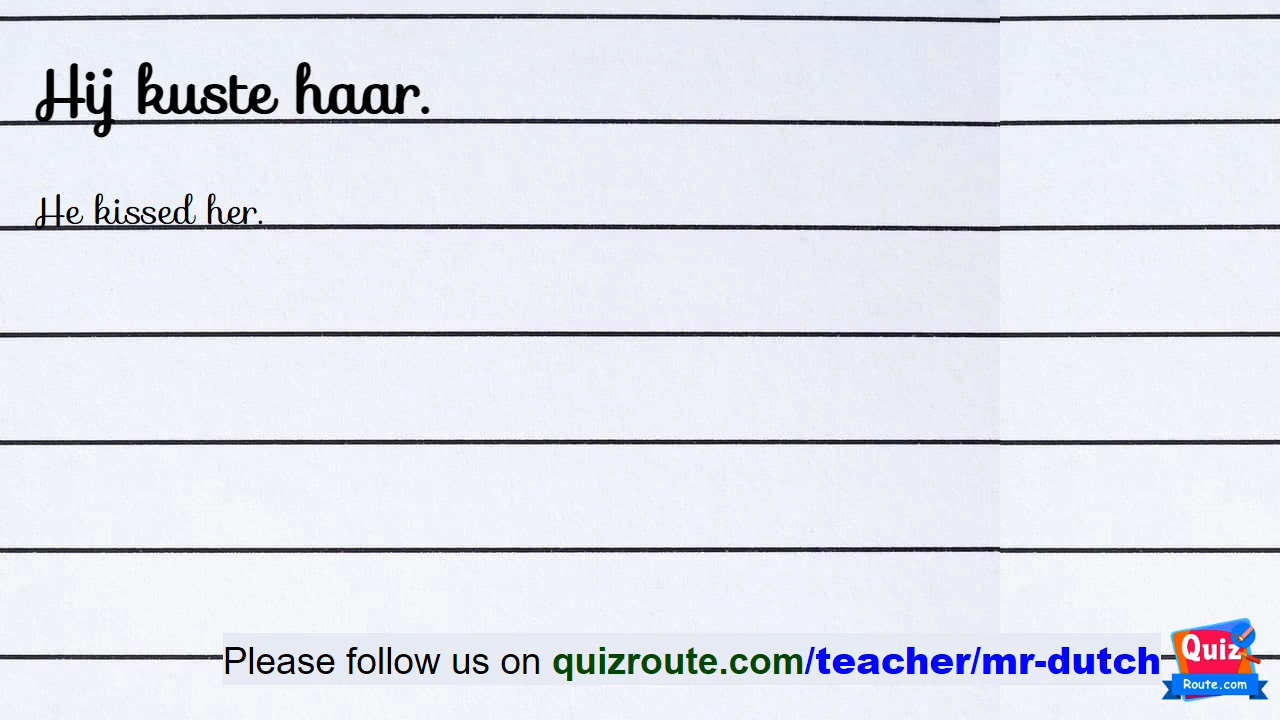 Hij kuste haar.
He kissed her.
Please follow us on quizroute.com/teacher/mr-dutch
Quiz
Route.com